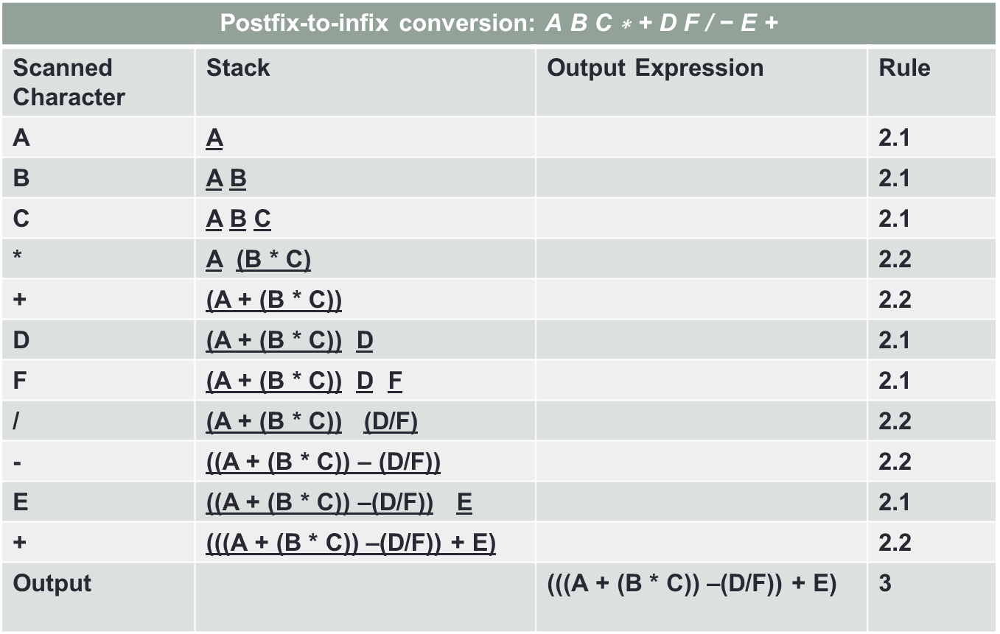 Postfix-to-infix conversion: A B C * + D F / − E +
Scanned Character Stack Output Expression Rule
A A 2.1
B A B 2.1
C A B C 2.1
* A (B * C) 2.2
+ (A + (B * C)) 2.2
D (A + (B * C)) D 2.1
F (A + (B * C)) D F 2.1
/ (A + (B * C)) (D/F) 2.2
- ((A + (B * C)) – (D/F)) 2.2
E ((A + (B * C)) –(D/F)) E 2.1
+ (((A + (B * C)) –(D/F)) + E) 2.2
Output (((A + (B * C)) –(D/F)) + E) 3